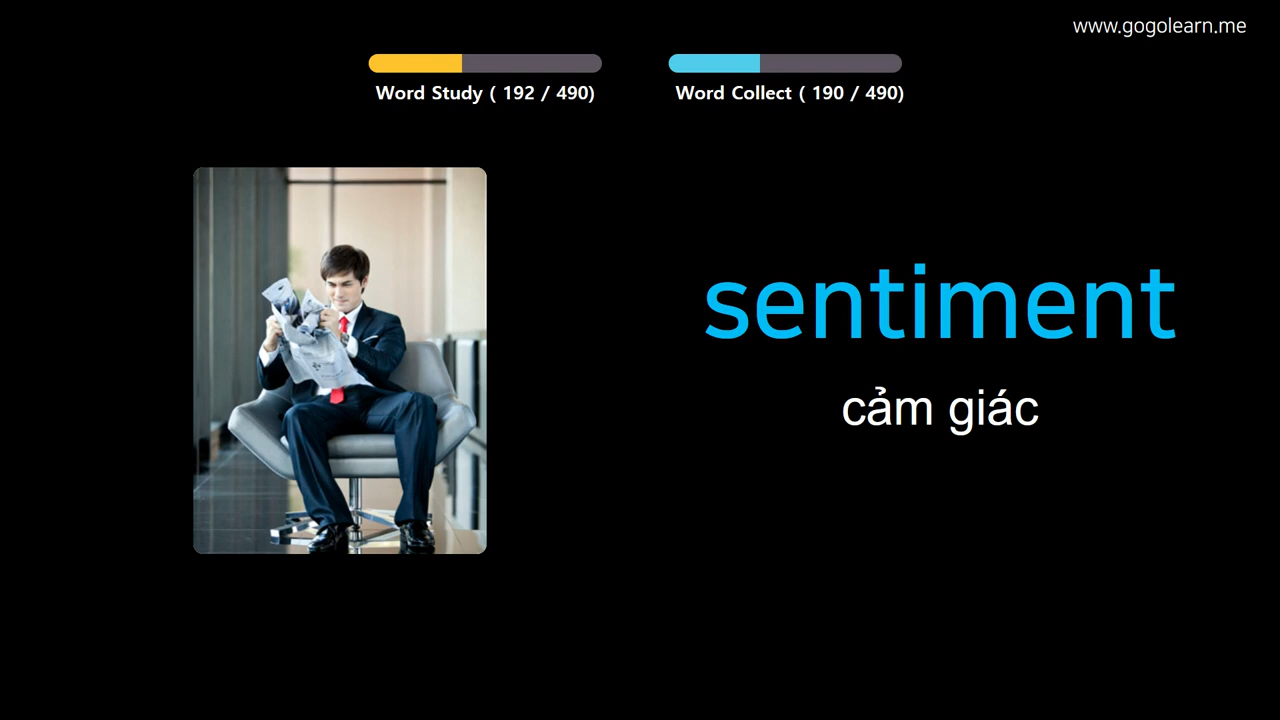 www.gogolearn.me
Word Study ( 192 / 490)
Word Collect ( 190 / 490)
sentiment
cảm giác